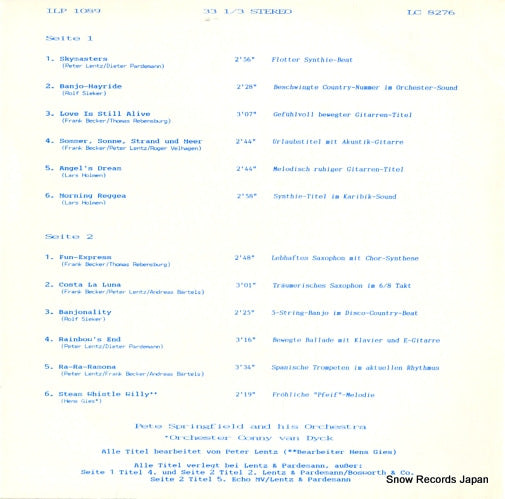 ILP 1099 33 1/3 STEREO LC 8276
Seite 1
1. Skymasters 2'56" Flotter Synthie-Beat
(Peter Lentz/Dieter Pardemann)
2. Banjo-Hayride 2'28" Beschwingte Country-Nummer im Orchester-Sound
(Rolf Sieker)
3. Love Is Still Alive 3'07" Gefühlvoll bewegter Gitarren-Titel
(Frank Becker/Thomas Rebensburg)
4. Sommer, Sonne, Strand und Meer 2'44" Urlaubstitel mit Akustik-Gitarre
(Frank Becker/Peter Lentz/Roger Velhagen)
5. Angel's Dream 2'44" Melodisch ruhiger Gitarren-Titel
(Lars Holmen)
6. Morning Reggea 2'58" Synthie-Titel im Karibik-Sound
(Lars Holmen)
Seite 2
1. Fun-Express 2'48" Lebhaftes Saxophon mit Chor-Synthese
(Frank Becker/Thomas Rebensburg)
2. Costa La Luna 3'01" Träumerisches Saxophon im 6/8 Takt
(Frank Becker/Peter Lentz/Andreas Bartels)
3. Banjonality 2'25" 5-String-Banjo im Disco-Country-Beat
(Rolf Sieker)
4. Rainbow's End 3'16" Bewegte Ballade mit Klavier und E-Gitarre
(Peter Lentz/Dieter Pardemann)
5. Ra-Ra-Ramona 3'34" Spanische Trompeten im aktuellen Rhythmus
(Peter Lentz/Frank Becker/Andreas Bartels)
6. Steam Whistle Willy** 2'19" Fröhliche "Pfeif"-Melodie
(Hens Gies*)
Pete Springfield and his Orchestra
*Orchester Conny van Dyck
Alle Titel bearbeitet von Peter Lentz (**Bearbeiter Hens Gies)
Alle Titel verlegt bei Lentz & Pardemann, außer:
Seite 1 Titel 4. und Seite 2 Titel 2. Lentz & Pardemann/Bosworth & Co.
Seite 2 Titel 5. Echo MV/Lentz & Pardemann
Snow Records Japan